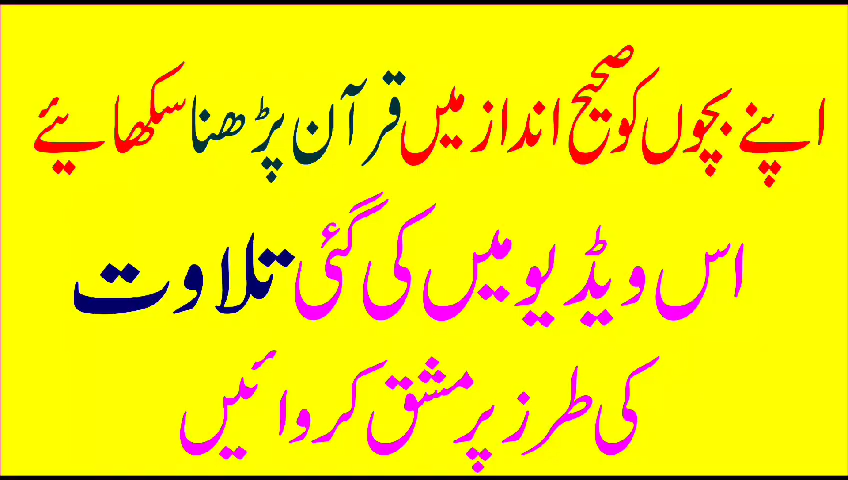 اپنے بچوں کو صحیح انداز میں قرآن پڑھنا سکھایئے
اس ویڈیو میں کی گئی تلاوت
کی طرز پر مشق کروائیں